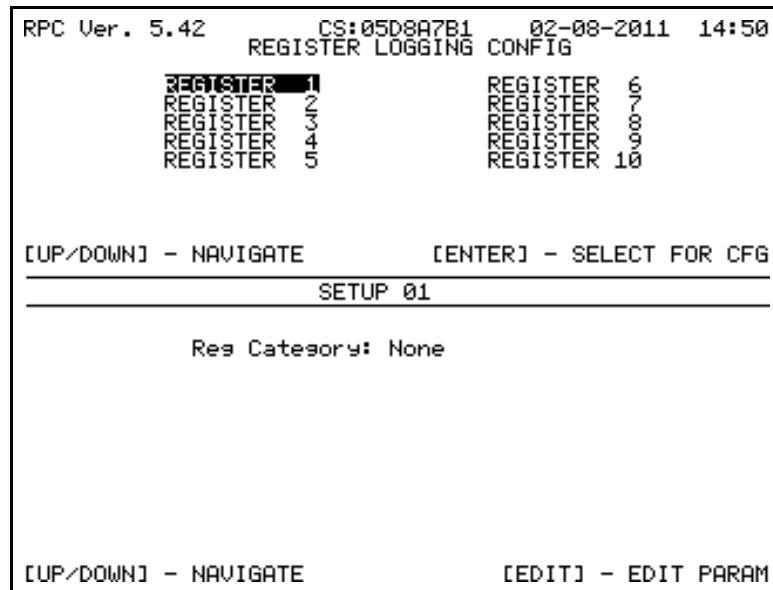 RPC Ver. 5.42 CS:05D8A7B1 02-08-2011 14:50
REGISTER LOGGING CONFIG
REGISTER 1 REGISTER 6
REGISTER 2 REGISTER 7
REGISTER 3 REGISTER 8
REGISTER 4 REGISTER 9
REGISTER 5 REGISTER 10
[UP/DOWN] - NAVIGATE [ENTER] - SELECT FOR CFG
SETUP 01
Reg Category: None
[UP/DOWN] - NAVIGATE [EDIT] - EDIT PARAM